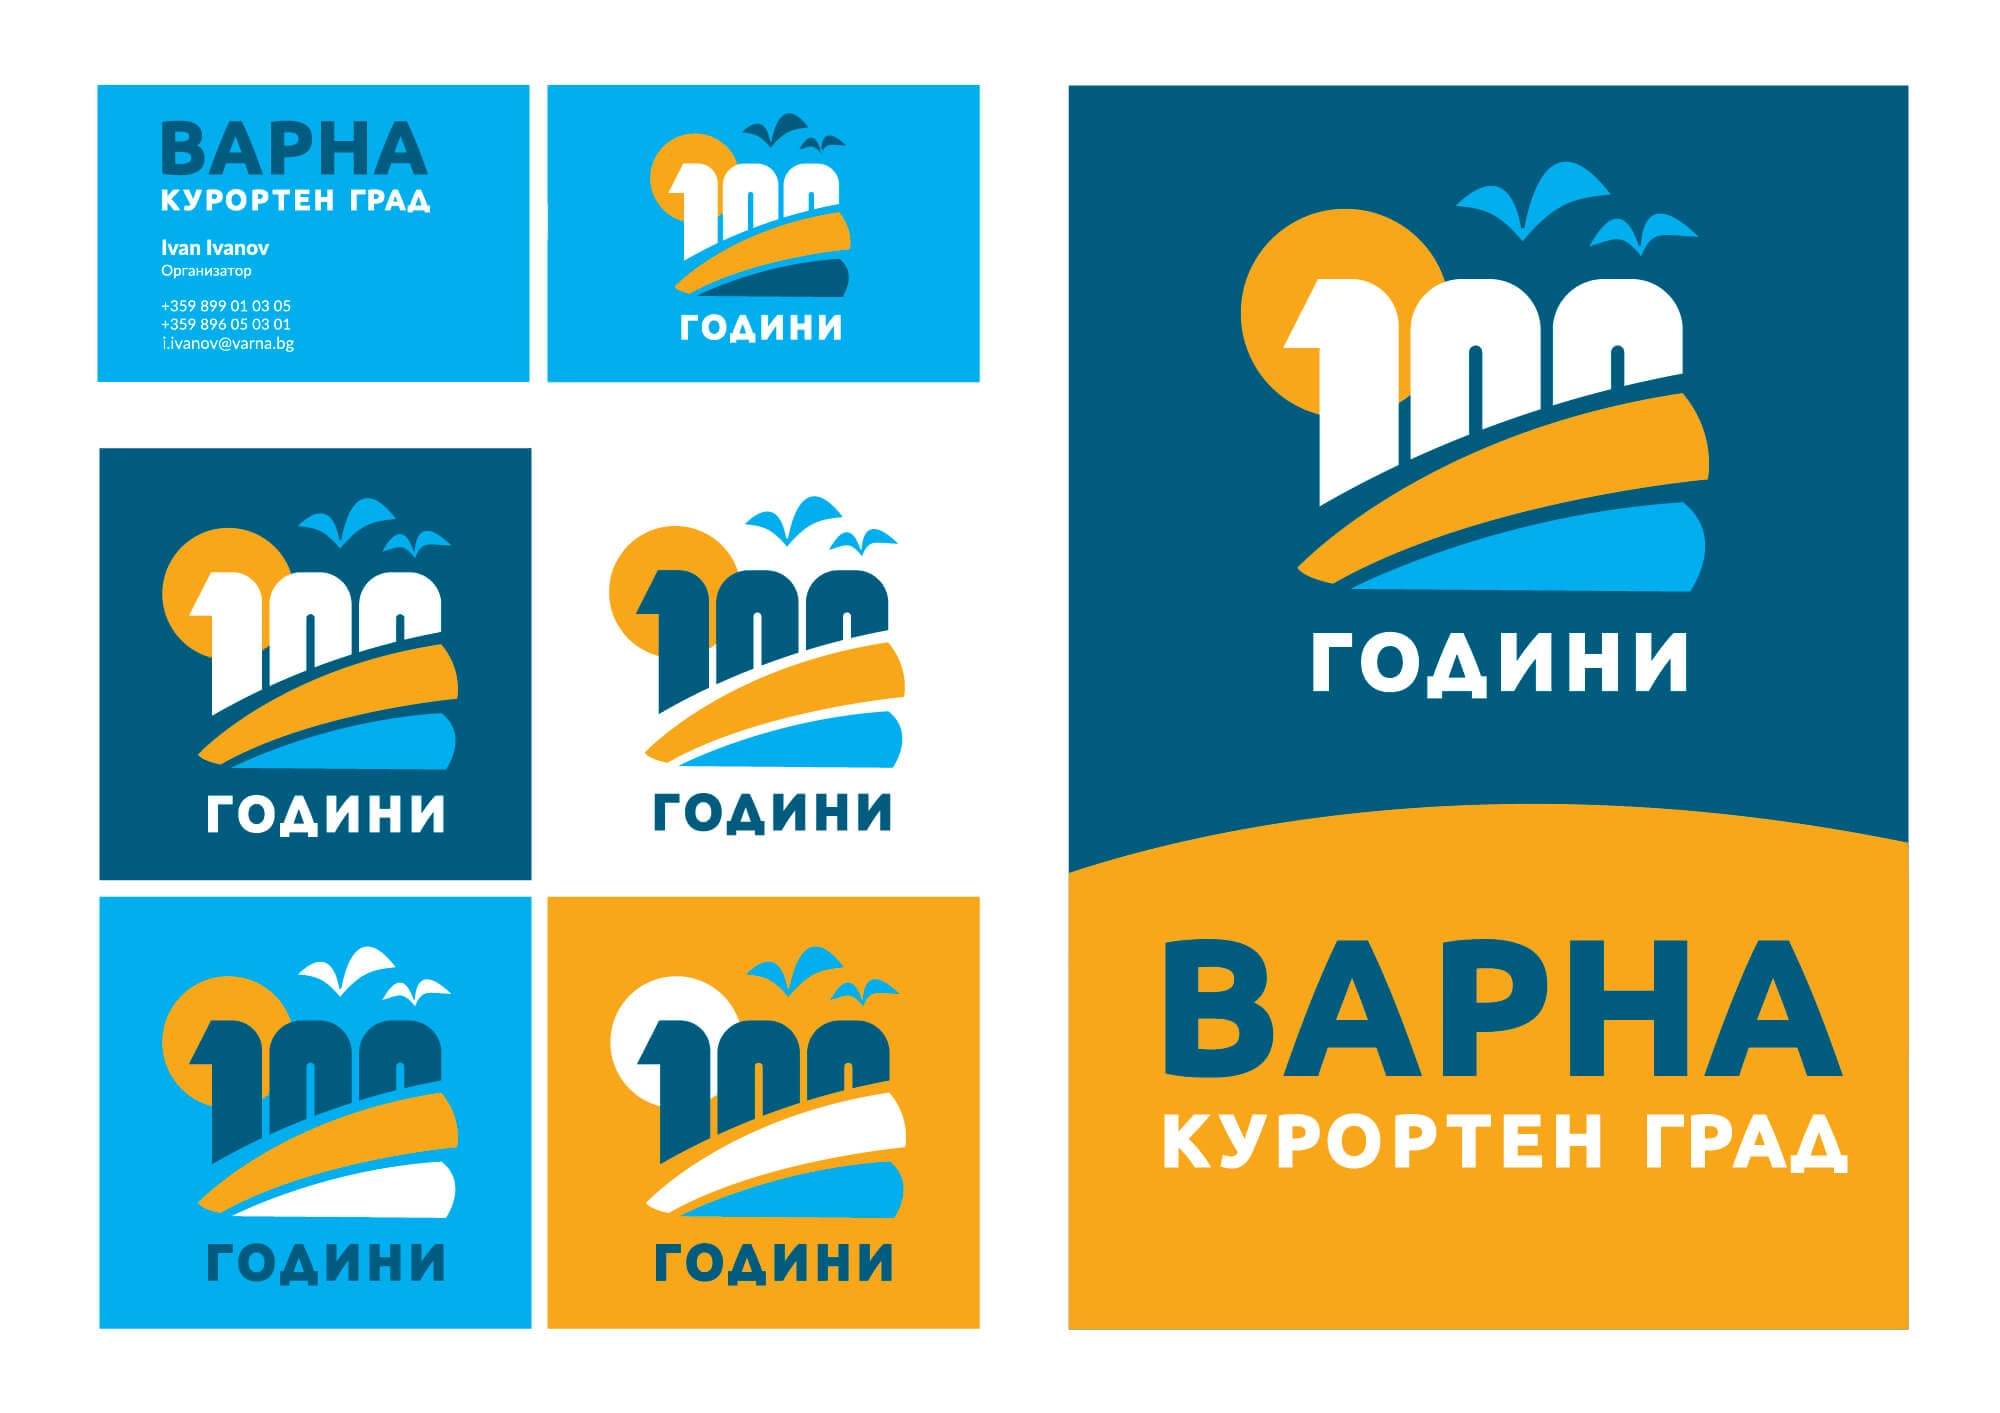 ВАРНА
КУРОРТЕН ГРАД
Ivan Ivanov
Организатор
+359 899 01 03 05
+359 896 05 03 01
i.ivanov@varna.bg
100
ГОДИНИ
100
ГОДИНИ
100
ГОДИНИ
100
ГОДИНИ
100
ГОДИНИ
100
ГОДИНИ
ВАРНА
КУРОРТЕН ГРАД